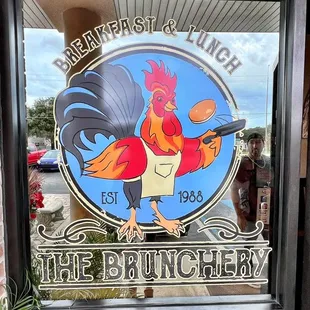 BREAKFAST & LUNCH
EST 1988
THE BRUNCHERY